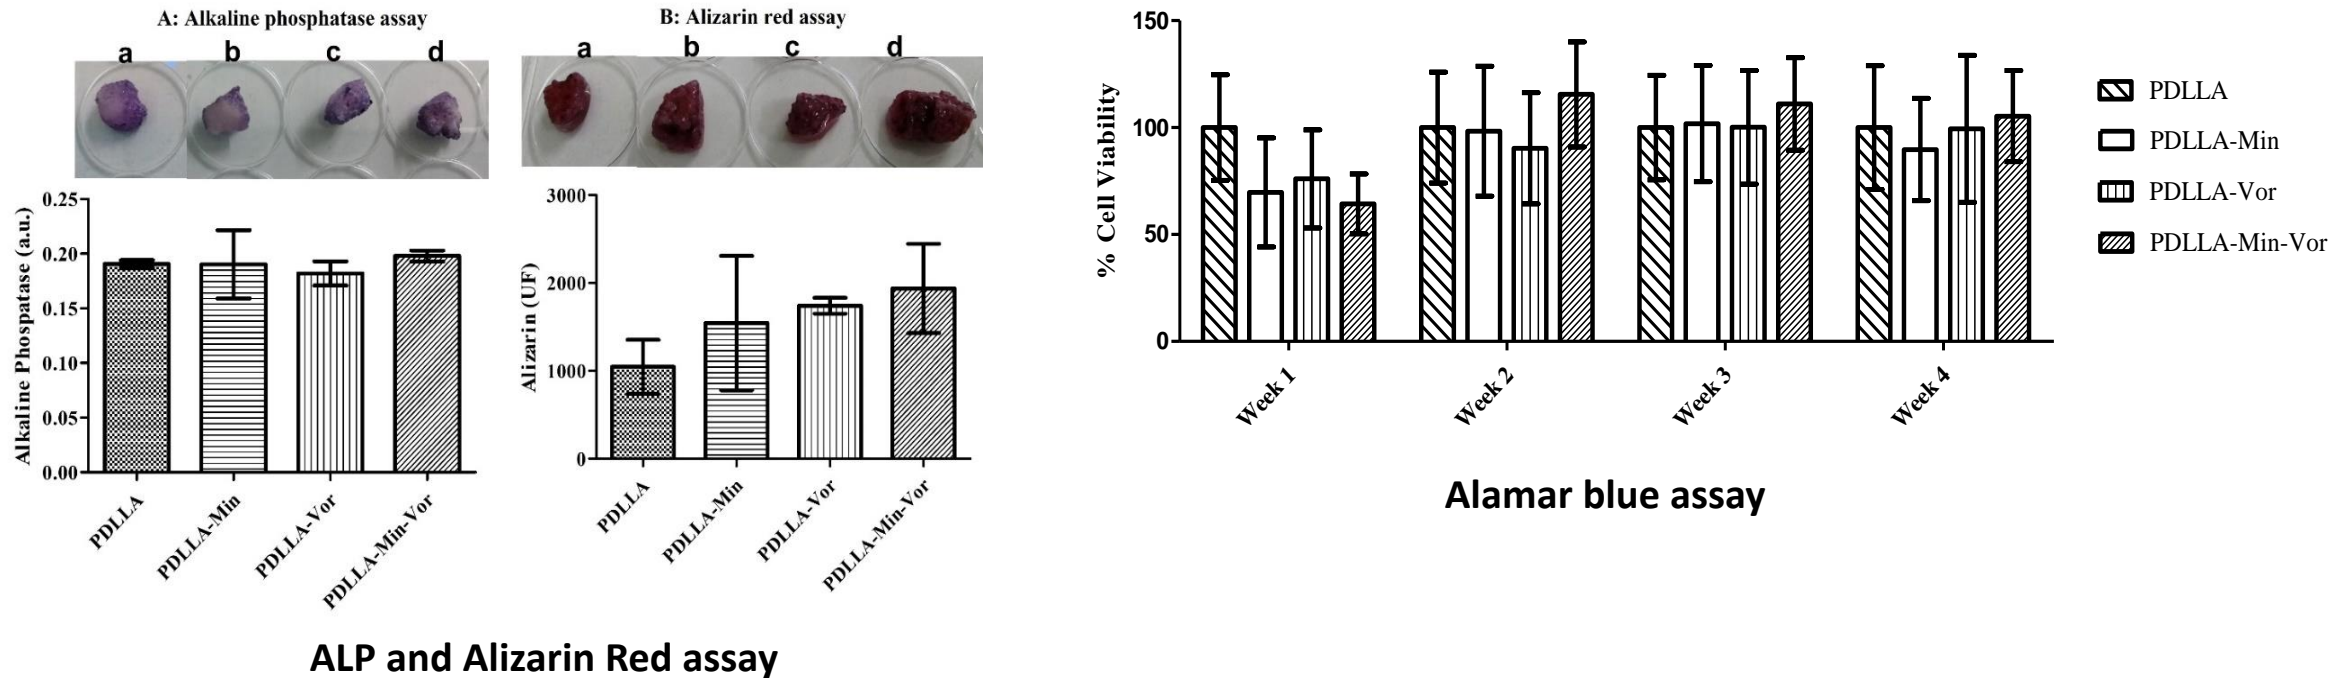 A: Alkaline phosphatase assay
a b c d
Alkaline Phospatase (a.u.)
0.25
0.20
0.15
0.10
0.05
0.00
PDLLA
PDLLA-Min
PDLLA-Vor
PDLLA-Min-Vor
B: Alizarin red assay
a b c d
Alizarin (UF)
3000
2000
1000
0
PDLLA
PDLLA-Min
PDLLA-Vor
PDLLA-Min-Vor
ALP and Alizarin Red assay
% Cell Viability
150
100
50
0
Week 1
Week 2
Week 3
Week 4
PDLLA
PDLLA-Min
PDLLA-Vor
PDLLA-Min-Vor
Alamar blue assay